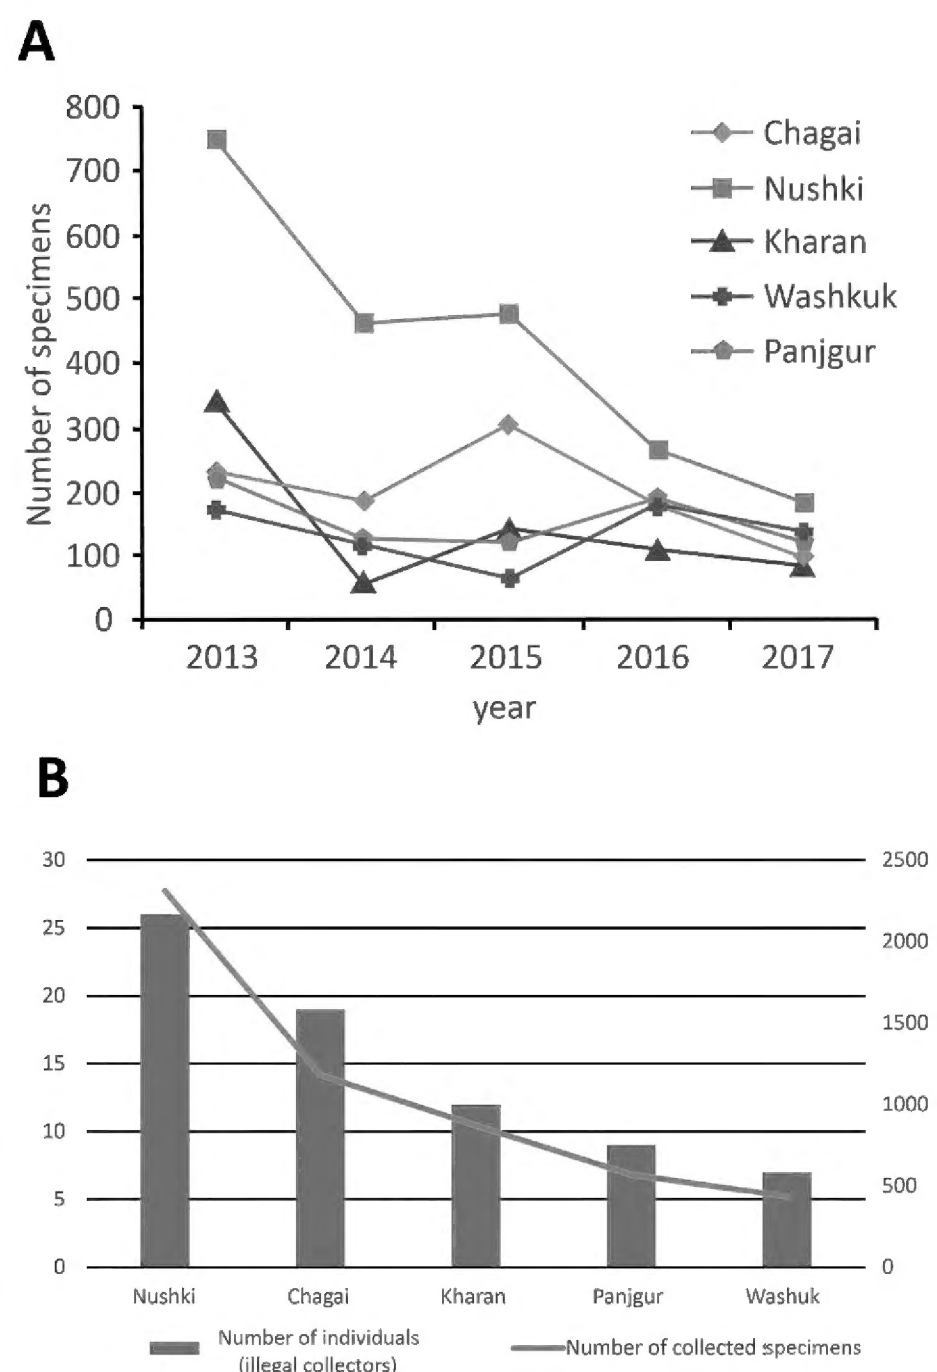 A
800
700
600
500
400
300
200
100
0
Number of specimens
Chagai
Nushki
Kharan
Washkuk
Panjgur
2013 2014 2015 2016 2017
year
B
30
25
20
15
10
5
0
2500
2000
1500
1000
500
0
Nushki Chagai Kharan Panjgur Washuk
Number of individuals
(illegal collectors)
Number of collected specimens